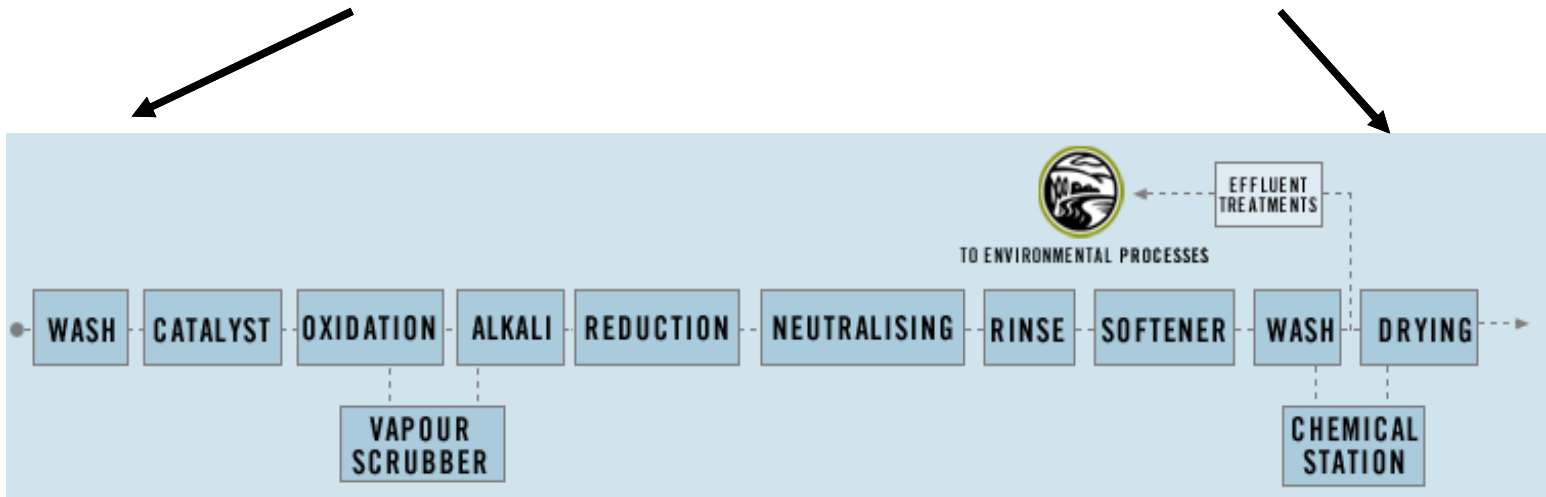 EFFLUENT
TREATMENTS
TO ENVIRONMENTAL PROCESSES
WASH
CATALYST
OXIDATION
ALKALI
REDUCTION
NEUTRALISING
RINSE
SOFTENER
WASH
DRYING
VAPOUR
SCRUBBER
CHEMICAL
STATION